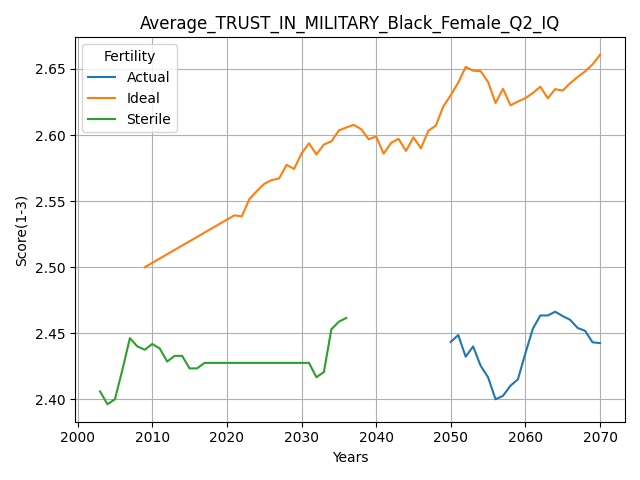 Average_TRUST_IN_MILITARY_Black_Female_Q2_IQ
Fertility
Actual
Ideal
Sterile
Score(1-3)
2.65
2.60
2.55
2.50
2.45
2.40
2000 2010 2020 2030 2040 2050 2060 2070
Years